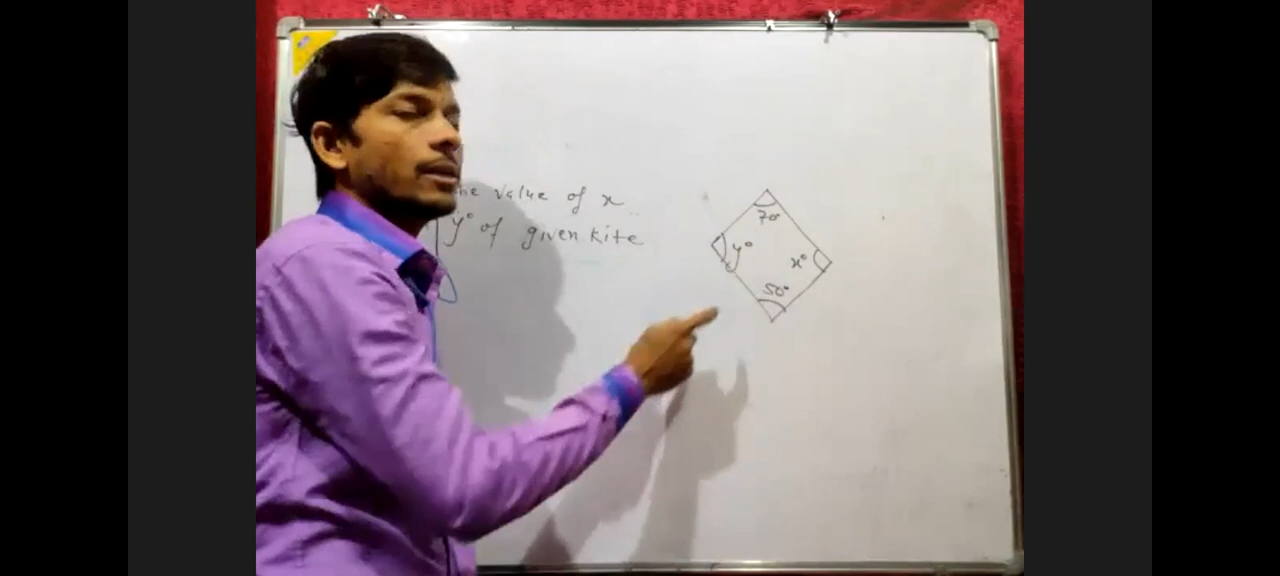 the value of x
y° of given kite
70°
y°
x°
50°